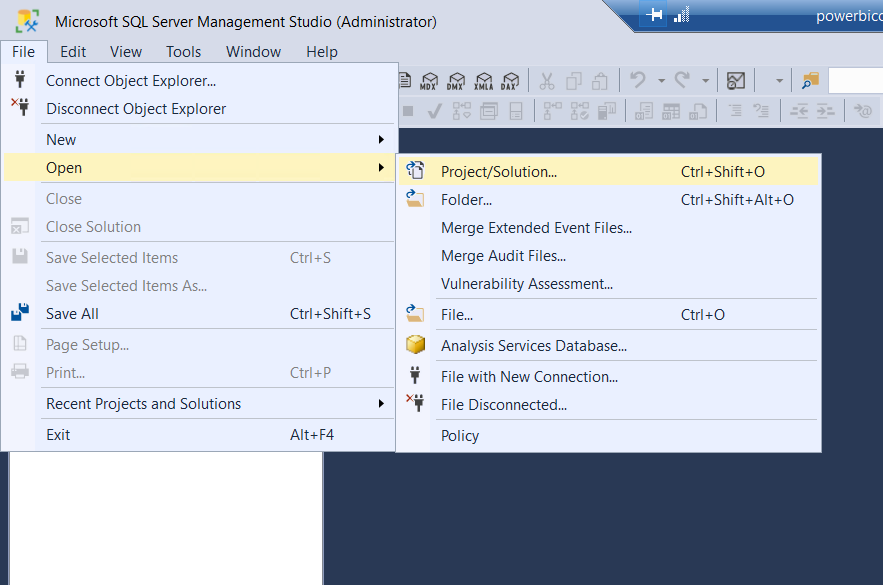 Microsoft SQL Server Management Studio (Administrator)
powerbico
File Edit View Tools Window Help
MDX DMX XMLA DAX
Connect Object Explorer...
Disconnect Object Explorer
New
Open
Close
Close Solution
Save Selected Items Ctrl+S
Save Selected Items As...
Save All Ctrl+Shift+S
Page Setup...
Print... Ctrl+P
Recent Projects and Solutions
Exit Alt+F4
Project/Solution... Ctrl+Shift+O
Folder... Ctrl+Shift+Alt+O
Merge Extended Event Files...
Merge Audit Files...
Vulnerability Assessment...
File... Ctrl+O
Analysis Services Database...
File with New Connection...
File Disconnected...
Policy